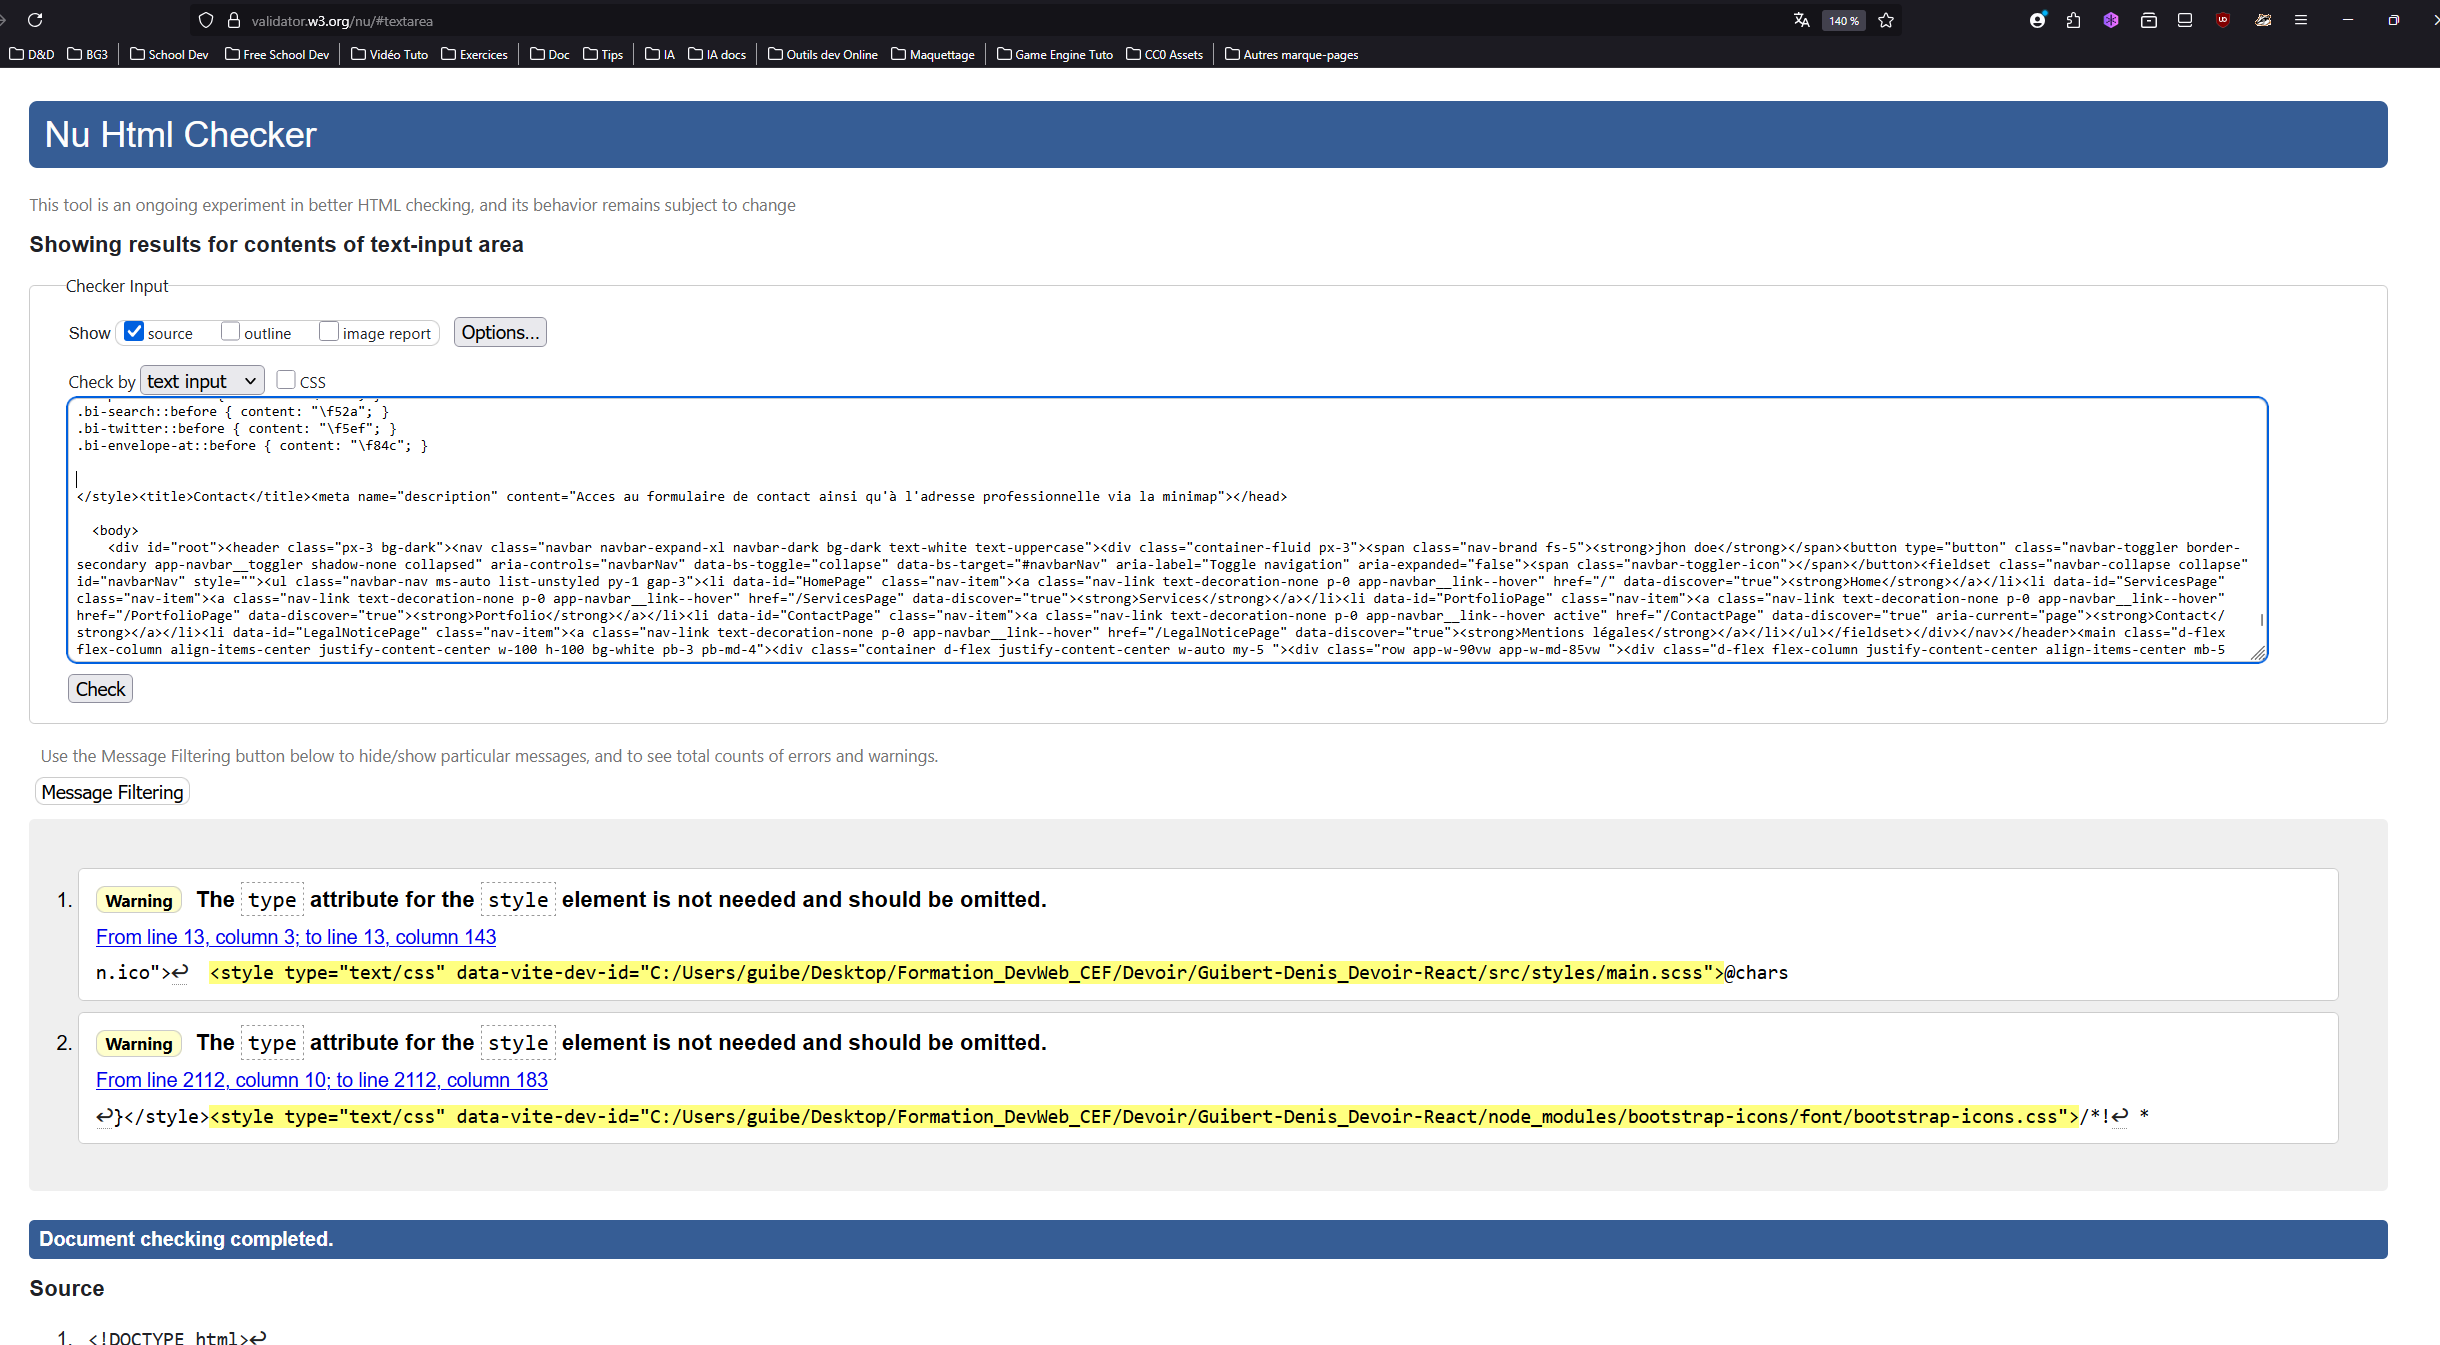 validator.w3.org/nu/#textarea
140 %
D&D
BG3
School Dev
Free School Dev
Vidéo Tuto
Exercices
Doc
Tips
IA
IA docs
Outils dev Online
Maquettage
Game Engine Tuto
CC0 Assets
Autres marque-pages
Nu Html Checker
This tool is an ongoing experiment in better HTML checking, and its behavior remains subject to change
Showing results for contents of text-input area
Checker Input
Show source outline image report Options...
Check by text input CSS
.bi-search::before { content: "\f52a"; }
.bi-twitter::before { content: "\f5ef"; }
.bi-envelope-at::before { content: "\f84c"; }
</style><title>Contact</title><meta name="description" content="Acces au formulaire de contact ainsi qu'à l'adresse professionnelle via la minimap"></head>
<body>
<div id="root"><header class="px-3 bg-dark"><nav class="navbar navbar-expand-xl navbar-dark bg-dark text-white text-uppercase"><div class="container-fluid px-3"><span class="nav-brand fs-5"><strong>jhon doe</strong></span><button type="button" class="navbar-toggler border-
secondary app-navbar__toggler shadow-none collapsed" aria-controls="navbarNav" data-bs-toggle="collapse" data-bs-target="#navbarNav" aria-label="Toggle navigation" aria-expanded="false"><span class="navbar-toggler-icon"></span></button><fieldset class="navbar-collapse collapse"
id="navbarNav" style=""><ul class="navbar-nav ms-auto list-unstyled py-1 gap-3"><li data-id="HomePage" class="nav-item"><a class="nav-link text-decoration-none p-0 app-navbar__link--hover" href="/" data-discover="true"><strong>Home</strong></a></li><li data-id="ServicesPage"
class="nav-item"><a class="nav-link text-decoration-none p-0 app-navbar__link--hover" href="/ServicesPage" data-discover="true"><strong>Services</strong></a></li><li data-id="PortfolioPage" class="nav-item"><a class="nav-link text-decoration-none p-0 app-navbar__link--hover"
href="/PortfolioPage" data-discover="true"><strong>Portfolio</strong></a></li><li data-id="ContactPage" class="nav-item"><a class="nav-link text-decoration-none p-0 app-navbar__link--hover active" href="/ContactPage" data-discover="true" aria-current="page"><strong>Contact</
strong></a></li><li data-id="LegalNoticePage" class="nav-item"><a class="nav-link text-decoration-none p-0 app-navbar__link--hover" href="/LegalNoticePage" data-discover="true"><strong>Mentions légales</strong></a></li></ul></fieldset></div></nav></header><main class="d-flex
flex-column align-items-center justify-content-center w-100 h-100 bg-white pb-3 pb-md-4"><div class="container d-flex justify-content-center w-auto my-5 "><div class="row app-w-90vw app-w-md-85vw "><div class="d-flex flex-column justify-content-center align-items-center mb-5
Check
Use the Message Filtering button below to hide/show particular messages, and to see total counts of errors and warnings.
Message Filtering
1. Warning The type attribute for the style element is not needed and should be omitted.
From line 13, column 3; to line 13, column 143
n.ico">↩ <style type="text/css" data-vite-dev-id="C:/Users/guibe/Desktop/Formation_DevWeb_CEF/Devoir/Guibert-Denis_Devoir-React/src/styles/main.scss">@chars
2. Warning The type attribute for the style element is not needed and should be omitted.
From line 2112, column 10; to line 2112, column 183
↩}</style><style type="text/css" data-vite-dev-id="C:/Users/guibe/Desktop/Formation_DevWeb_CEF/Devoir/Guibert-Denis_Devoir-React/node_modules/bootstrap-icons/font/bootstrap-icons.css">/*!↩ *
Document checking completed.
Source
1. <!DOCTYPE html>↩